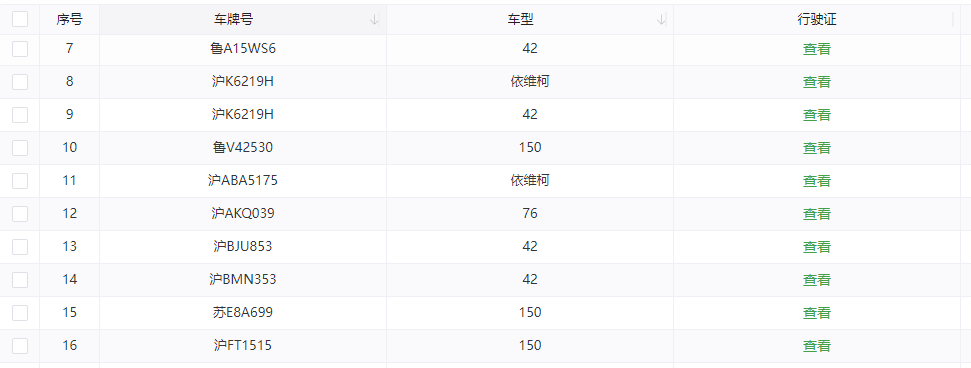 序号 车牌号 车型 行驶证
7 鲁A15WS6 42 查看
8 沪K6219H 依维柯 查看
9 沪K6219H 42 查看
10 鲁V42530 150 查看
11 沪ABA5175 依维柯 查看
12 沪AKQ039 76 查看
13 沪BJU853 42 查看
14 沪BMN353 42 查看
15 苏E8A699 150 查看
16 沪FT1515 150 查看